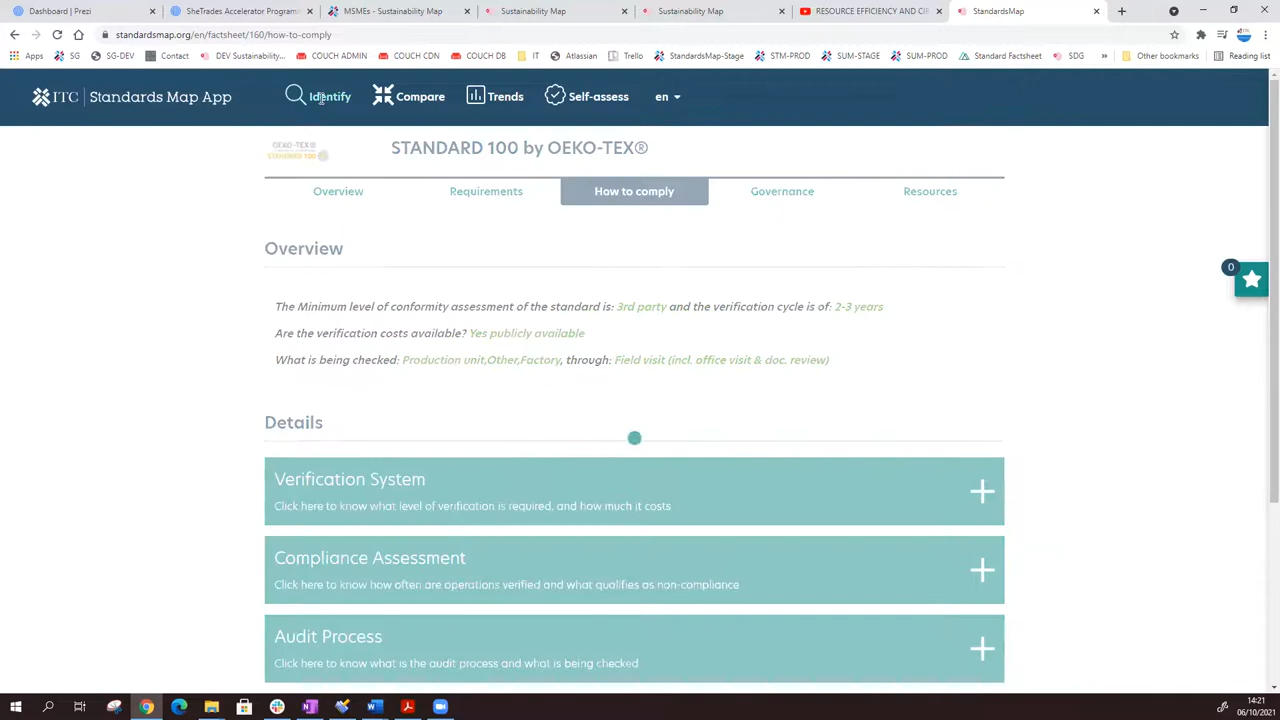 Dashboard | Prezi
SheTrades Accelerator Program
MSMEs - Sustainability Map
Sustainability Map
Sustainability Map
RESOURCE EFFICIENCY AND CIR
StandardsMap
standardsmap.org/en/factsheet/160/how-to-comply
Apps
SG
SG-DEV
Contact
DEV Sustainability...
COUCH ADMIN
COUCH CDN
COUCH DB
IT
Atlassian
Trello
StandardsMap-Stage
STM-PROD
SUM-STAGE
SUM-PROD
Standard Factsheet
SDG
»
Other bookmarks
Reading list
ITC | Standards Map App
Identify
Compare
Trends
Self-assess
en
OEKO-TEX®
STANDARD 100
STANDARD 100 by OEKO-TEX®
Overview
Requirements
How to comply
Governance
Resources
0
Overview
The Minimum level of conformity assessment of the standard is: 3rd party and the verification cycle is of: 2-3 years
Are the verification costs available? Yes publicly available
What is being checked: Production unit,Other,Factory, through: Field visit (incl. office visit & doc. review)
Details
Verification System
Click here to know what level of verification is required, and how much it costs
Compliance Assessment
Click here to know how often are operations verified and what qualifies as non-compliance
Audit Process
Click here to know what is the audit process and what is being checked
14:21
06/10/2021